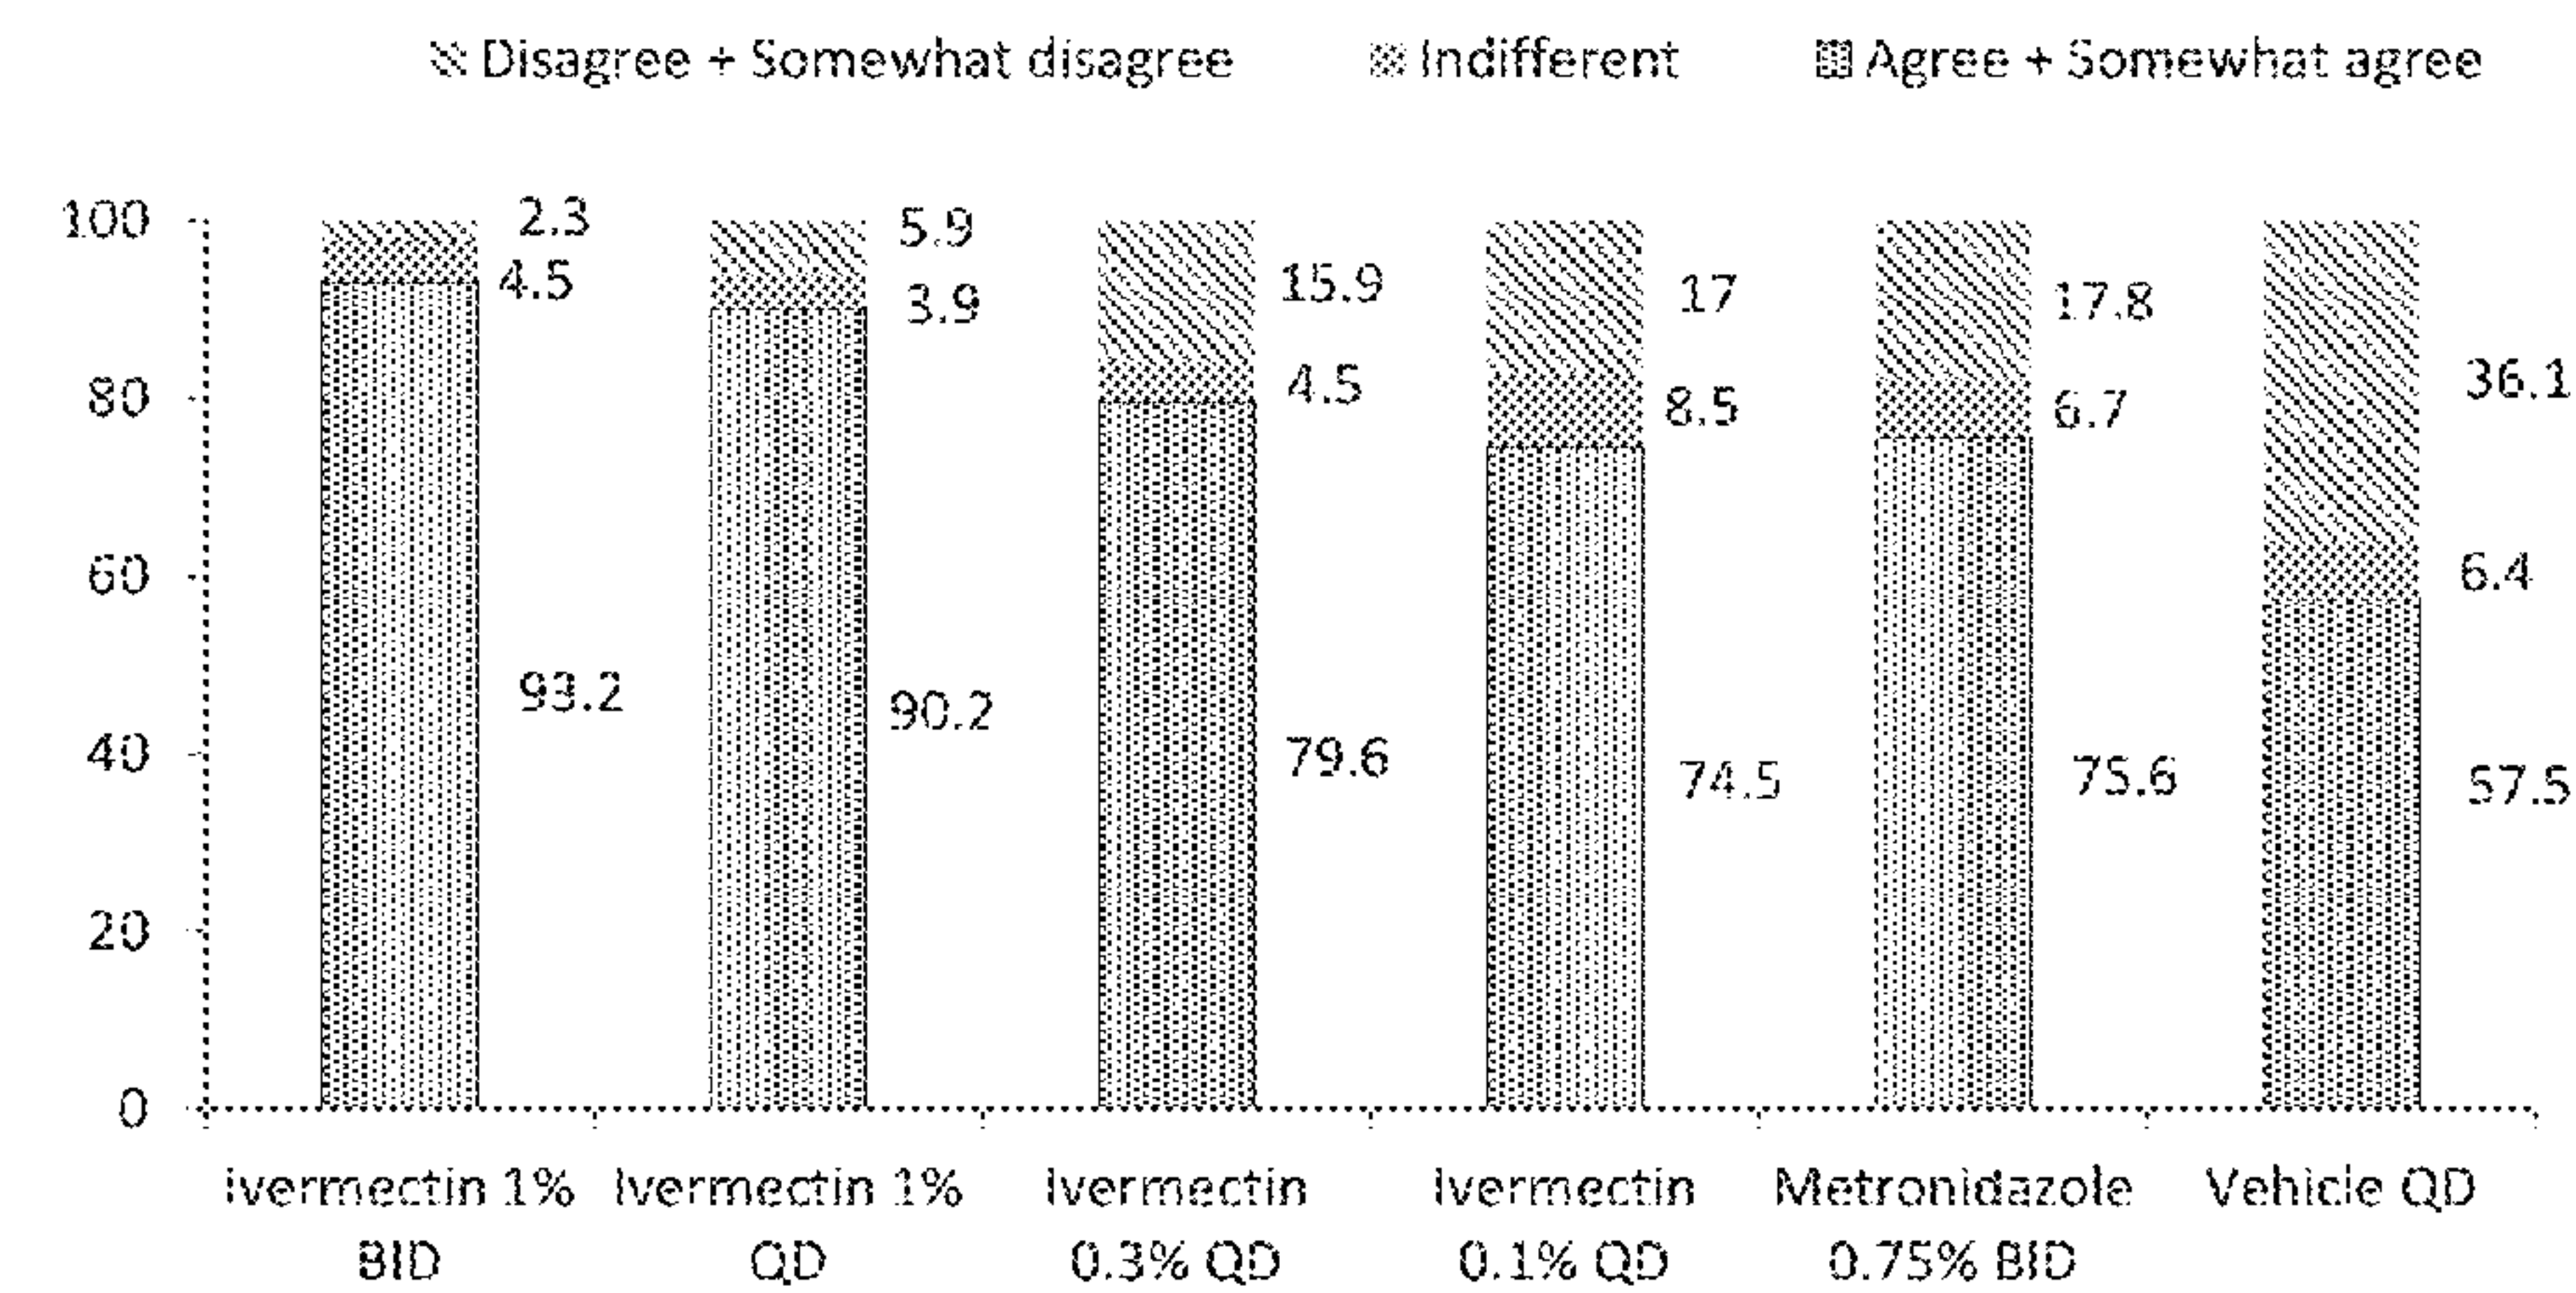 Disagree + Somewhat disagree Indifferent Agree + Somewhat agree
100
80
60
40
20
0
2.3
4.5
93.2
5.9
3.9
90.2
15.9
4.5
79.6
17
8.5
74.5
17.8
6.7
75.6
36.1
6.4
57.5
Ivermectin 1%
BID
Ivermectin 1%
QD
Ivermectin
0.3% QD
Ivermectin
0.1% QD
Metronidazole
0.75% BID
Vehicle QD